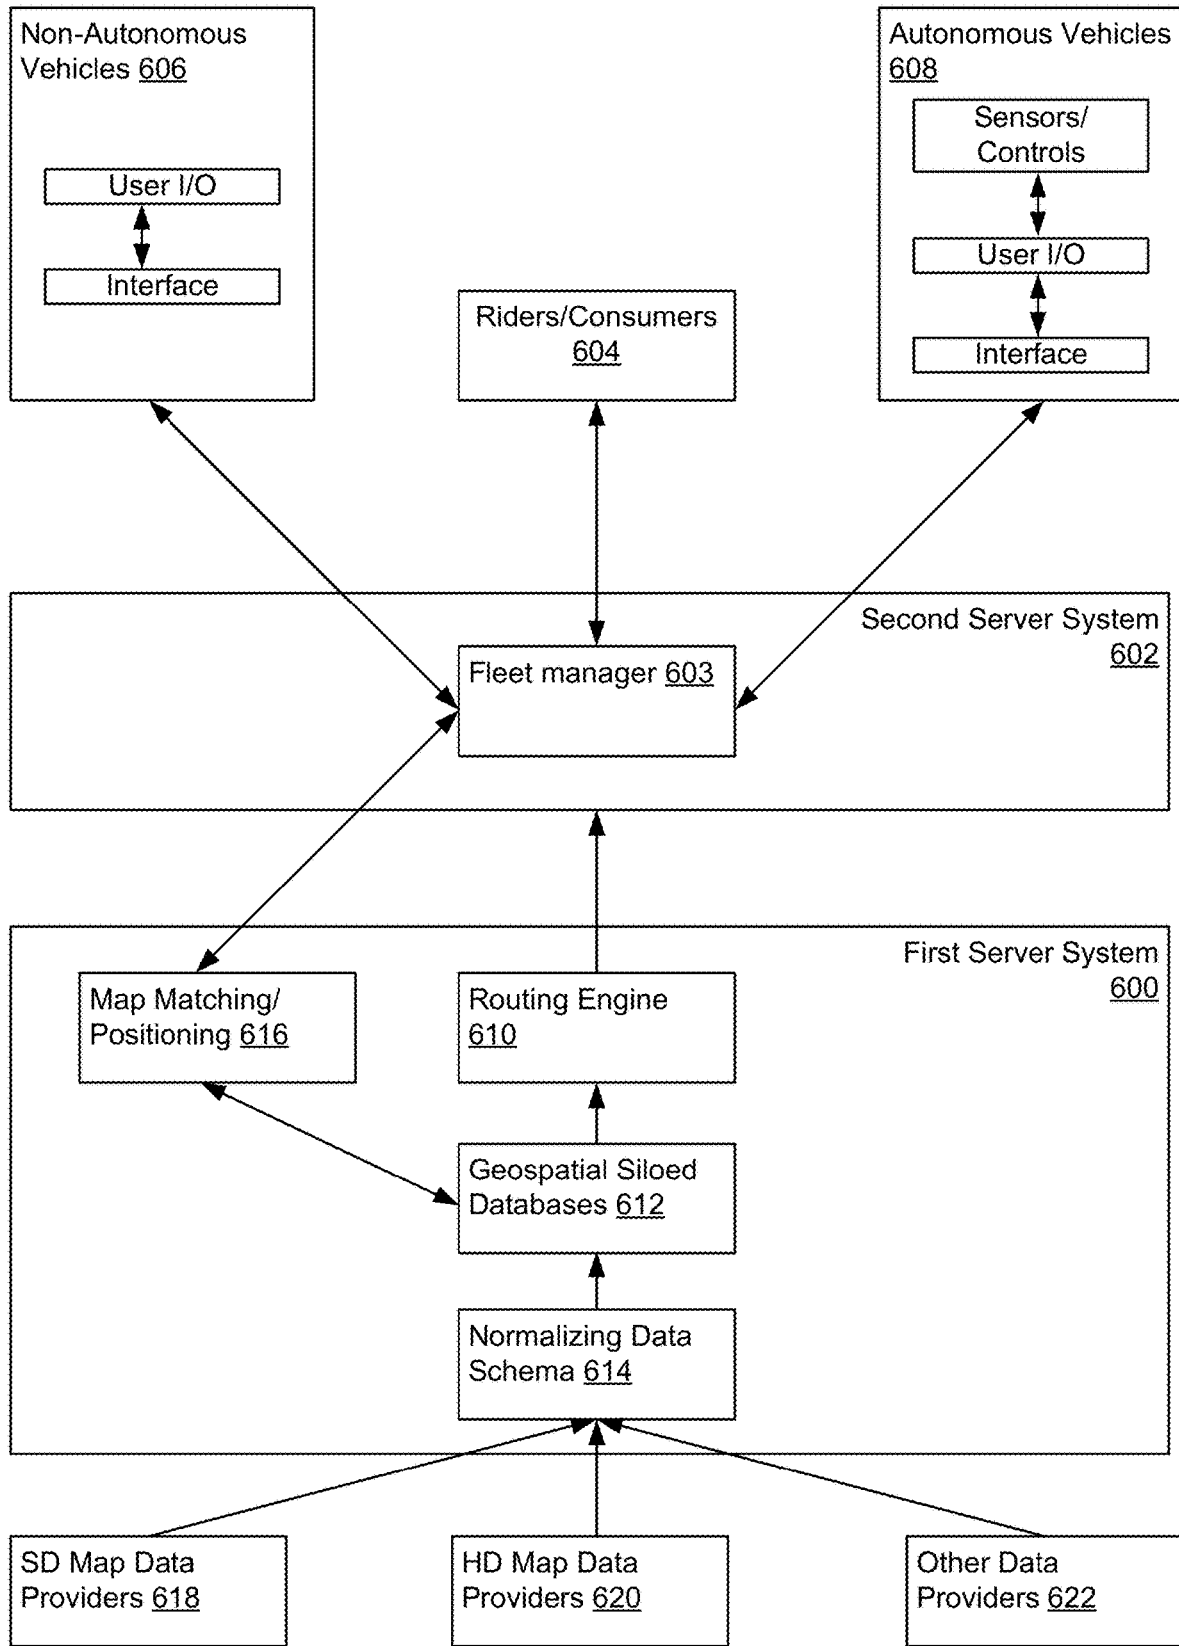 Non-Autonomous
Vehicles 606
User I/O
Interface
Riders/Consumers
604
Autonomous Vehicles
608
Sensors/
Controls
User I/O
Interface
Second Server System
602
Fleet manager 603
First Server System
600
Map Matching/
Positioning 616
Routing Engine
610
Geospatial Siloed
Databases 612
Normalizing Data
Schema 614
SD Map Data
Providers 618
HD Map Data
Providers 620
Other Data
Providers 622